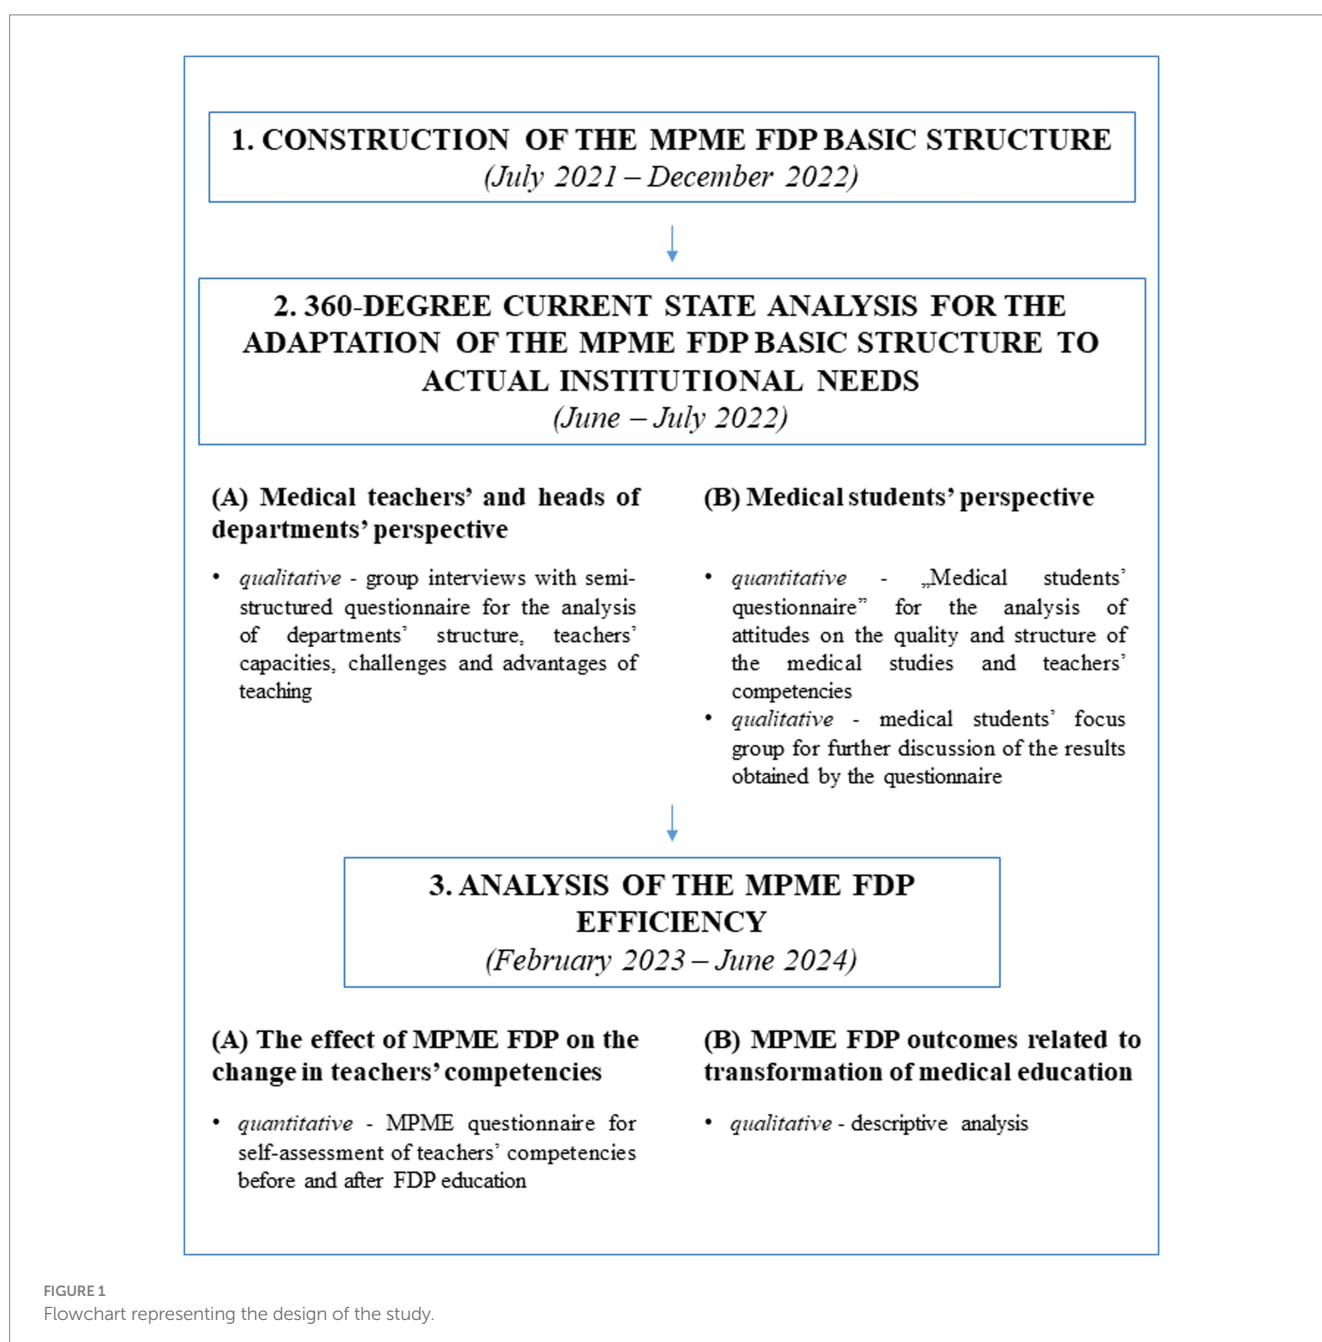 1. CONSTRUCTION OF THE MPME FDP BASIC STRUCTURE
(July 2021 – December 2022)
2. 360-DEGREE CURRENT STATE ANALYSIS FOR THE
ADAPTATION OF THE MPME FDP BASIC STRUCTURE TO
ACTUAL INSTITUTIONAL NEEDS
(June – July 2022)
(A) Medical teachers’ and heads of
departments’ perspective
• qualitative - group interviews with semi-
structured questionnaire for the analysis
of departments’ structure, teachers’
capacities, challenges and advantages of
teaching
(B) Medical students’ perspective
• quantitative - „Medical students’
questionnaire” for the analysis of
attitudes on the quality and structure of
the medical studies and teachers’
competencies
• qualitative - medical students’ focus
group for further discussion of the results
obtained by the questionnaire
3. ANALYSIS OF THE MPME FDP
EFFICIENCY
(February 2023 – June 2024)
(A) The effect of MPME FDP on the
change in teachers’ competencies
• quantitative - MPME questionnaire for
self-assessment of teachers’ competencies
before and after FDP education
(B) MPME FDP outcomes related to
transformation of medical education
• qualitative - descriptive analysis
FIGURE 1
Flowchart representing the design of the study.